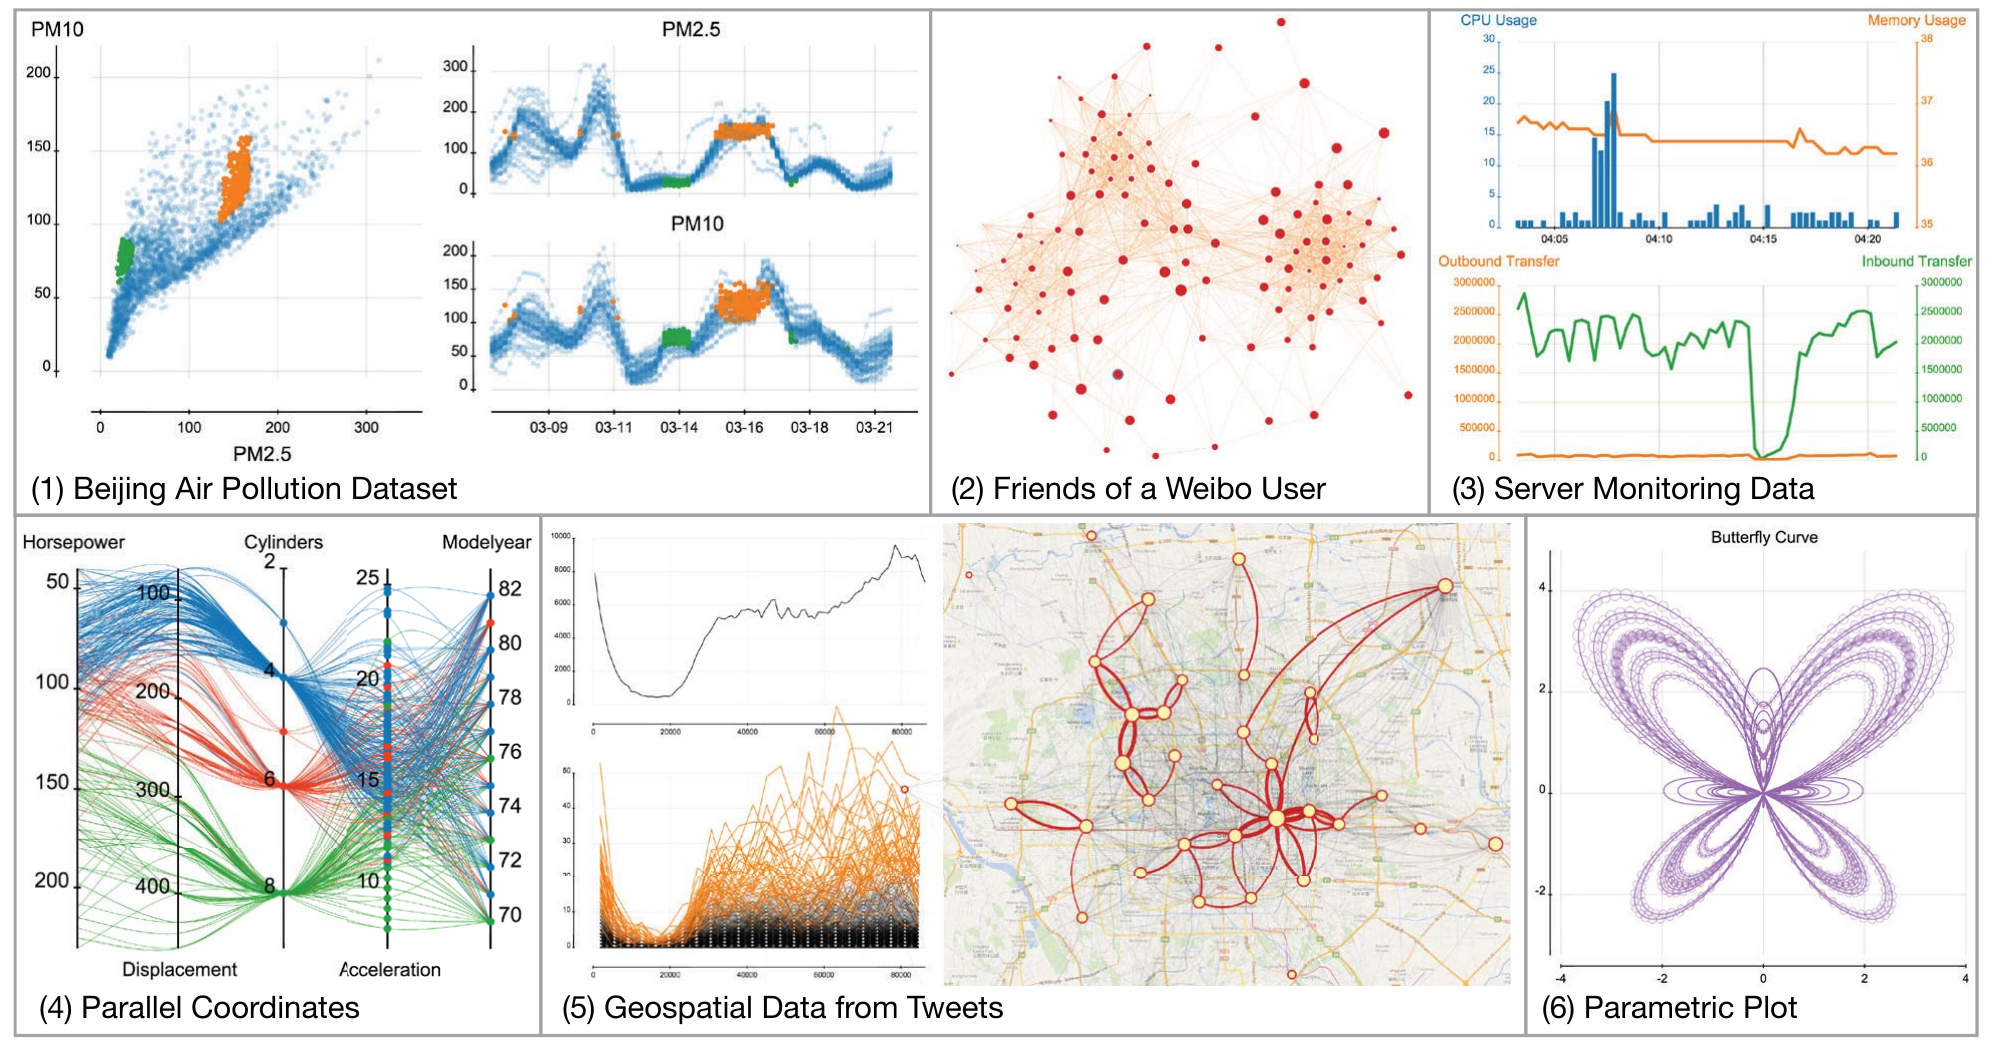 PM10
200
150
100
50
0
0 100 200 300
PM2.5
PM2.5
300
200
100
0
PM10
200
150
100
50
0
03-09 03-11 03-14 03-16 03-18 03-21
(1) Beijing Air Pollution Dataset
(2) Friends of a Weibo User
CPU Usage Memory Usage
30 38
25
20 37
15
10 36
5
0 35
04:05 04:10 04:15 04:20
Outbound Transfer Inbound Transfer
3000000 3000000
2500000 2500000
2000000 2000000
1500000 1500000
1000000 1000000
500000 500000
0 0
(3) Server Monitoring Data
Horsepower Cylinders Modelyear
50 100 2 25 82
80
100 200 4 20 78
76
150 300 6 15 74
72
200 400 8 10 70
Displacement Acceleration
(4) Parallel Coordinates
10000
8000
6000
4000
2000
0
0 20000 40000 60000 80000
50
40
30
20
10
0
0 20000 40000 60000 80000
(5) Geospatial Data from Tweets
Butterfly Curve
4
2
0
-2
-4 -2 0 2 4
(6) Parametric Plot